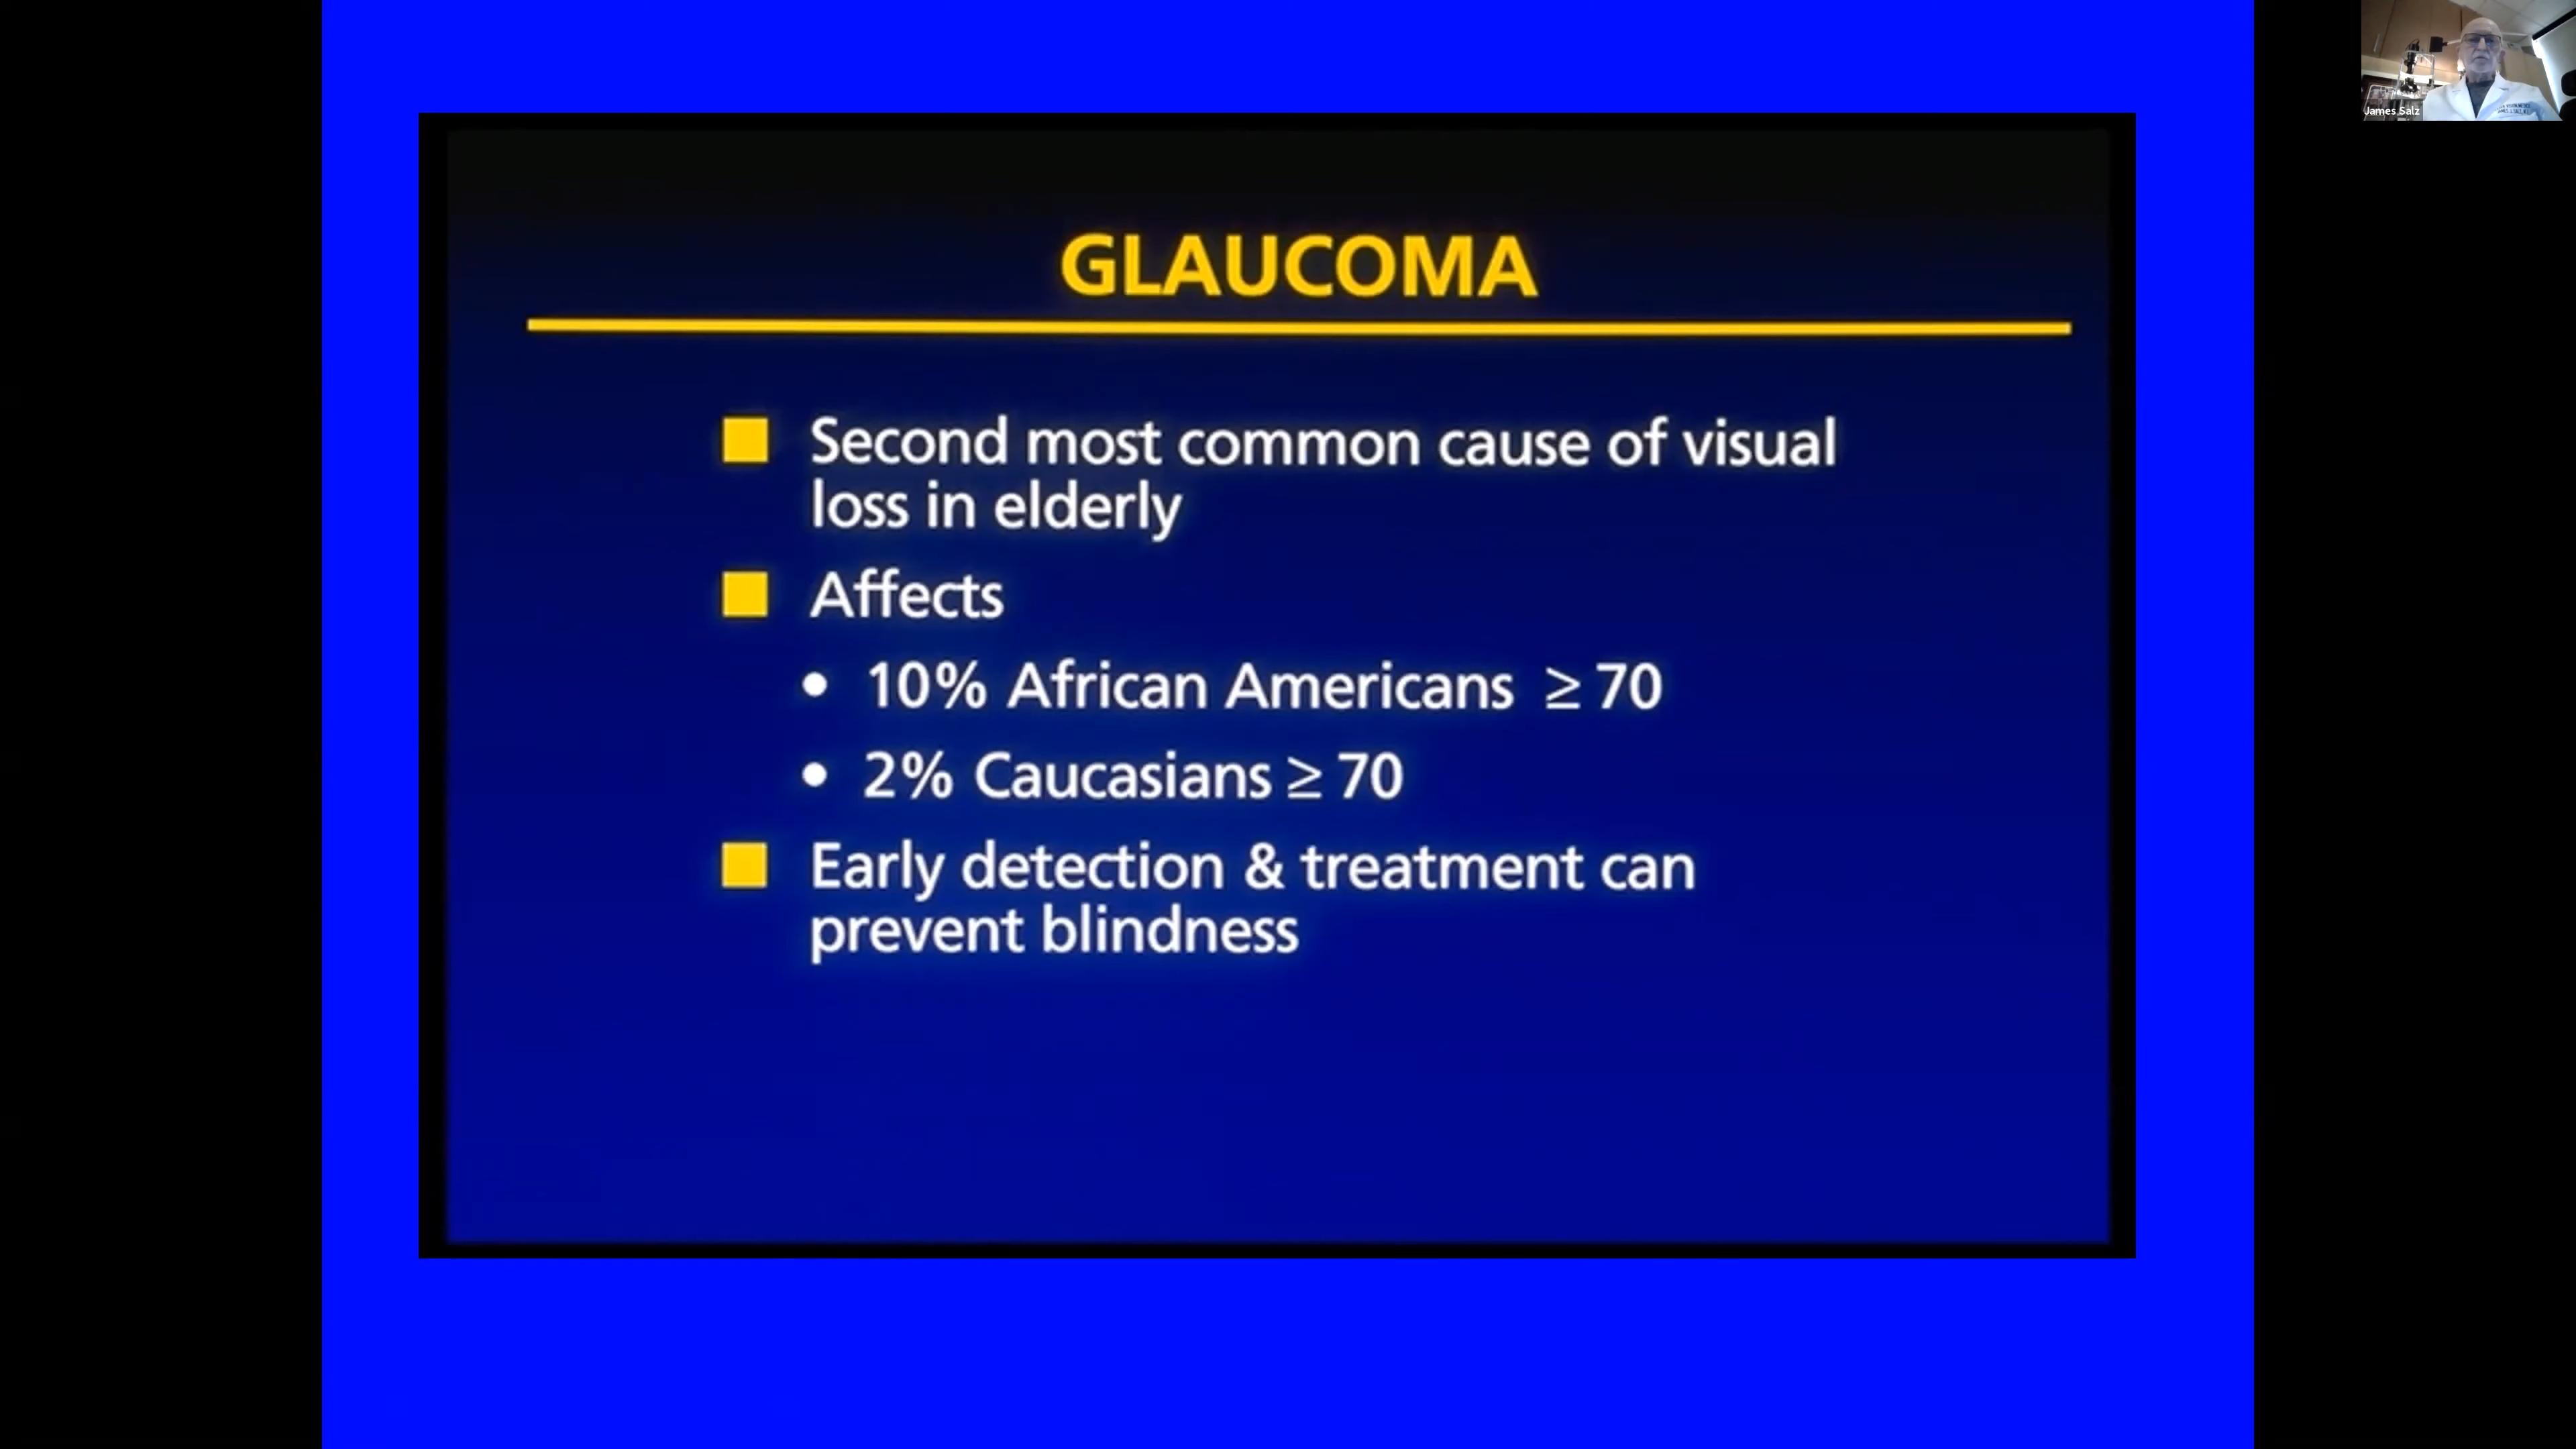 GLAUCOMA
Second most common cause of visual
loss in elderly
Affects
• 10% African Americans ≥ 70
• 2% Caucasians ≥ 70
Early detection & treatment can
prevent blindness
James Salz